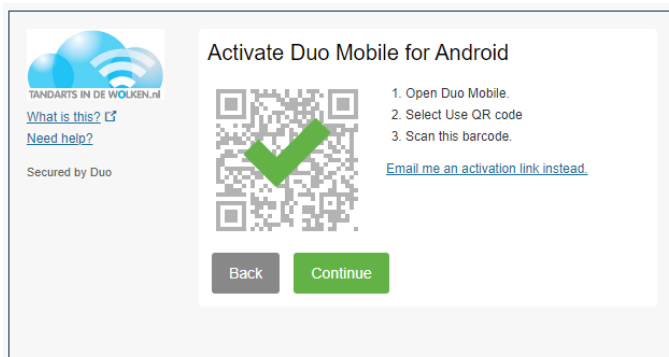 TANDARTS IN DE WOLKEN.nl
What is this?
Need help?
Secured by Duo
Activate Duo Mobile for Android
1. Open Duo Mobile.
2. Select Use QR code
3. Scan this barcode.
Email me an activation link instead.
Back
Continue